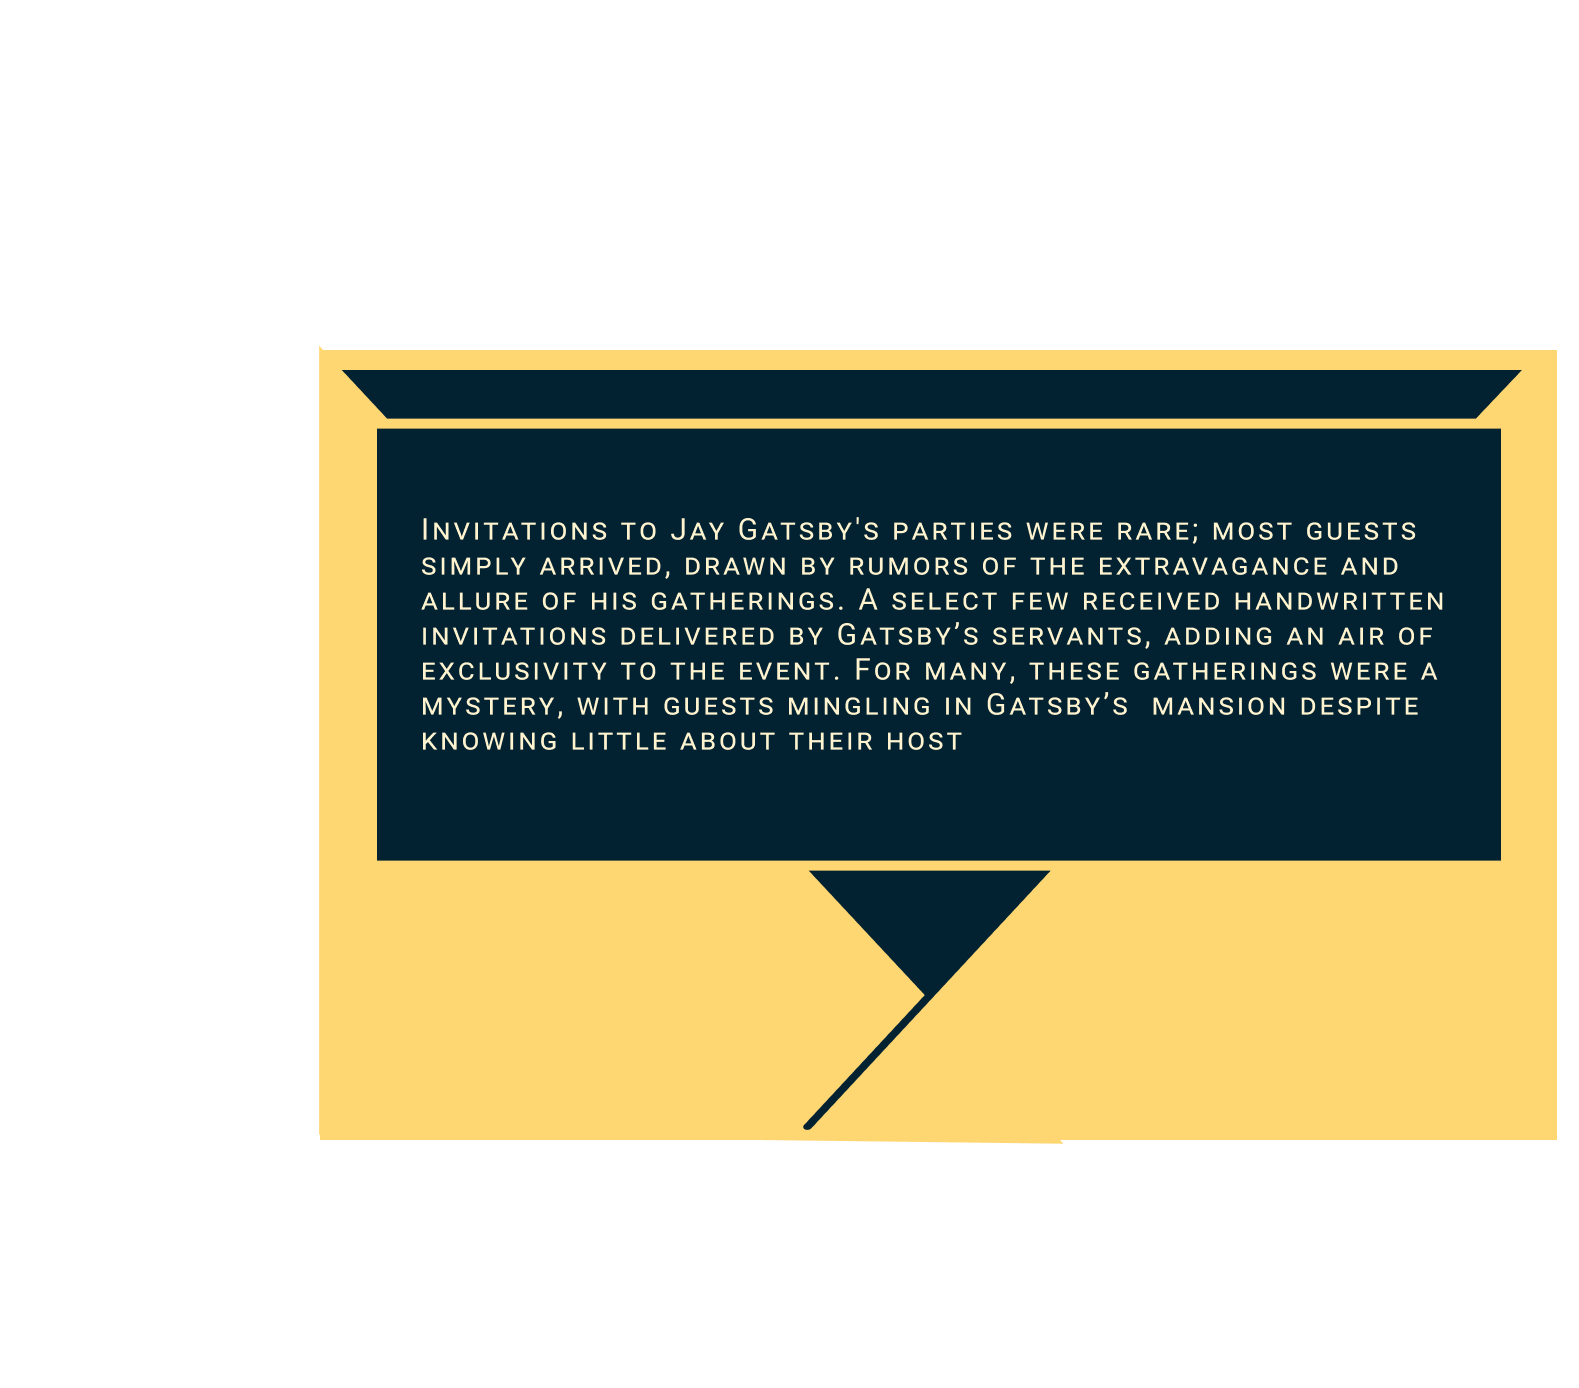 Invitations to Jay Gatsby's parties were rare; most guests
simply arrived, drawn by rumors of the extravagance and
allure of his gatherings. A select few received handwritten
invitations delivered by Gatsby’s servants, adding an air of
exclusivity to the event. For many, these gatherings were a
mystery, with guests mingling in Gatsby’s  mansion despite
knowing little about their host